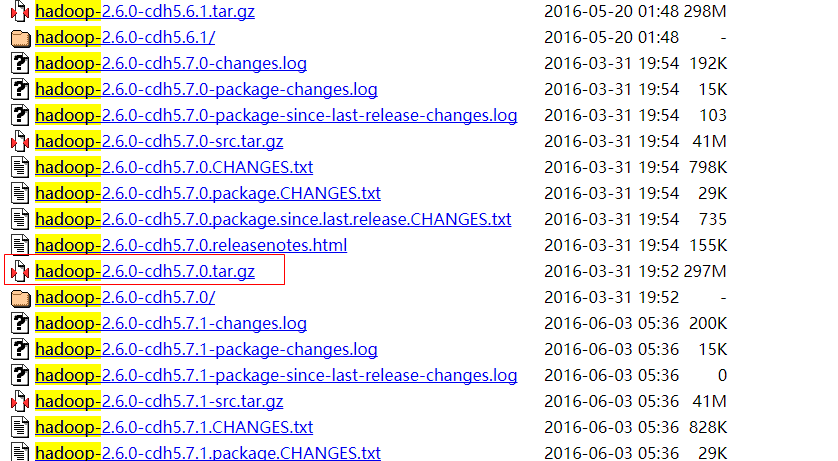 hadoop-2.6.0-cdh5.6.1.tar.gz 2016-05-20 01:48 298M
hadoop-2.6.0-cdh5.6.1/ 2016-05-20 01:48 -
hadoop-2.6.0-cdh5.7.0-changes.log 2016-03-31 19:54 192K
hadoop-2.6.0-cdh5.7.0-package-changes.log 2016-03-31 19:54 15K
hadoop-2.6.0-cdh5.7.0-package-since-last-release-changes.log 2016-03-31 19:54 103
hadoop-2.6.0-cdh5.7.0-src.tar.gz 2016-03-31 19:54 41M
hadoop-2.6.0-cdh5.7.0.CHANGES.txt 2016-03-31 19:54 798K
hadoop-2.6.0-cdh5.7.0.package.CHANGES.txt 2016-03-31 19:54 29K
hadoop-2.6.0-cdh5.7.0.package.since.last.release.CHANGES.txt 2016-03-31 19:54 735
hadoop-2.6.0-cdh5.7.0.releasenotes.html 2016-03-31 19:54 155K
hadoop-2.6.0-cdh5.7.0.tar.gz 2016-03-31 19:52 297M
hadoop-2.6.0-cdh5.7.0/ 2016-03-31 19:52 -
hadoop-2.6.0-cdh5.7.1-changes.log 2016-06-03 05:36 200K
hadoop-2.6.0-cdh5.7.1-package-changes.log 2016-06-03 05:36 15K
hadoop-2.6.0-cdh5.7.1-package-since-last-release-changes.log 2016-06-03 05:36 0
hadoop-2.6.0-cdh5.7.1-src.tar.gz 2016-06-03 05:36 41M
hadoop-2.6.0-cdh5.7.1.CHANGES.txt 2016-06-03 05:36 828K
hadoop-2.6.0-cdh5.7.1.package.CHANGES.txt 2016-06-03 05:36 29K